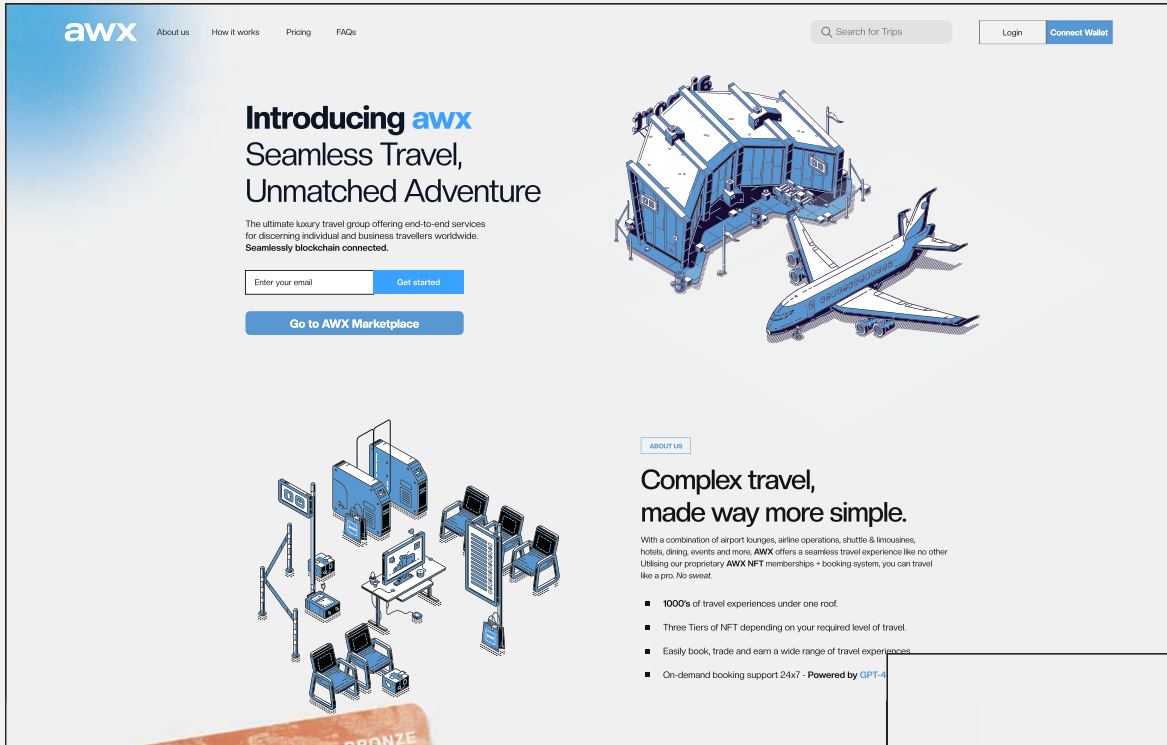 awx
About us
How it works
Pricing
FAQs
Search for Trips
Login
Connect Wallet
Introducing awx
Seamless Travel,
Unmatched Adventure
The ultimate luxury travel group offering end-to-end services
for discerning individual and business travellers worldwide.
Seamlessly blockchain connected.
Enter your email
Get started
Go to AWX Marketplace
ABOUT US
Complex travel,
made way more simple.
With a combination of airport lounges, airline operations, shuttle & limousines,
hotels, dining, events and more, AWX offers a seamless travel experience like no other
Utilising our proprietary AWX NFT memberships + booking system, you can travel
like a pro. No sweat.
1000's of travel experiences under one roof.
Three Tiers of NFT depending on your required level of travel.
Easily book, trade and earn a wide range of travel experiences
On-demand booking support 24x7 - Powered by GPT-4
BRONZE